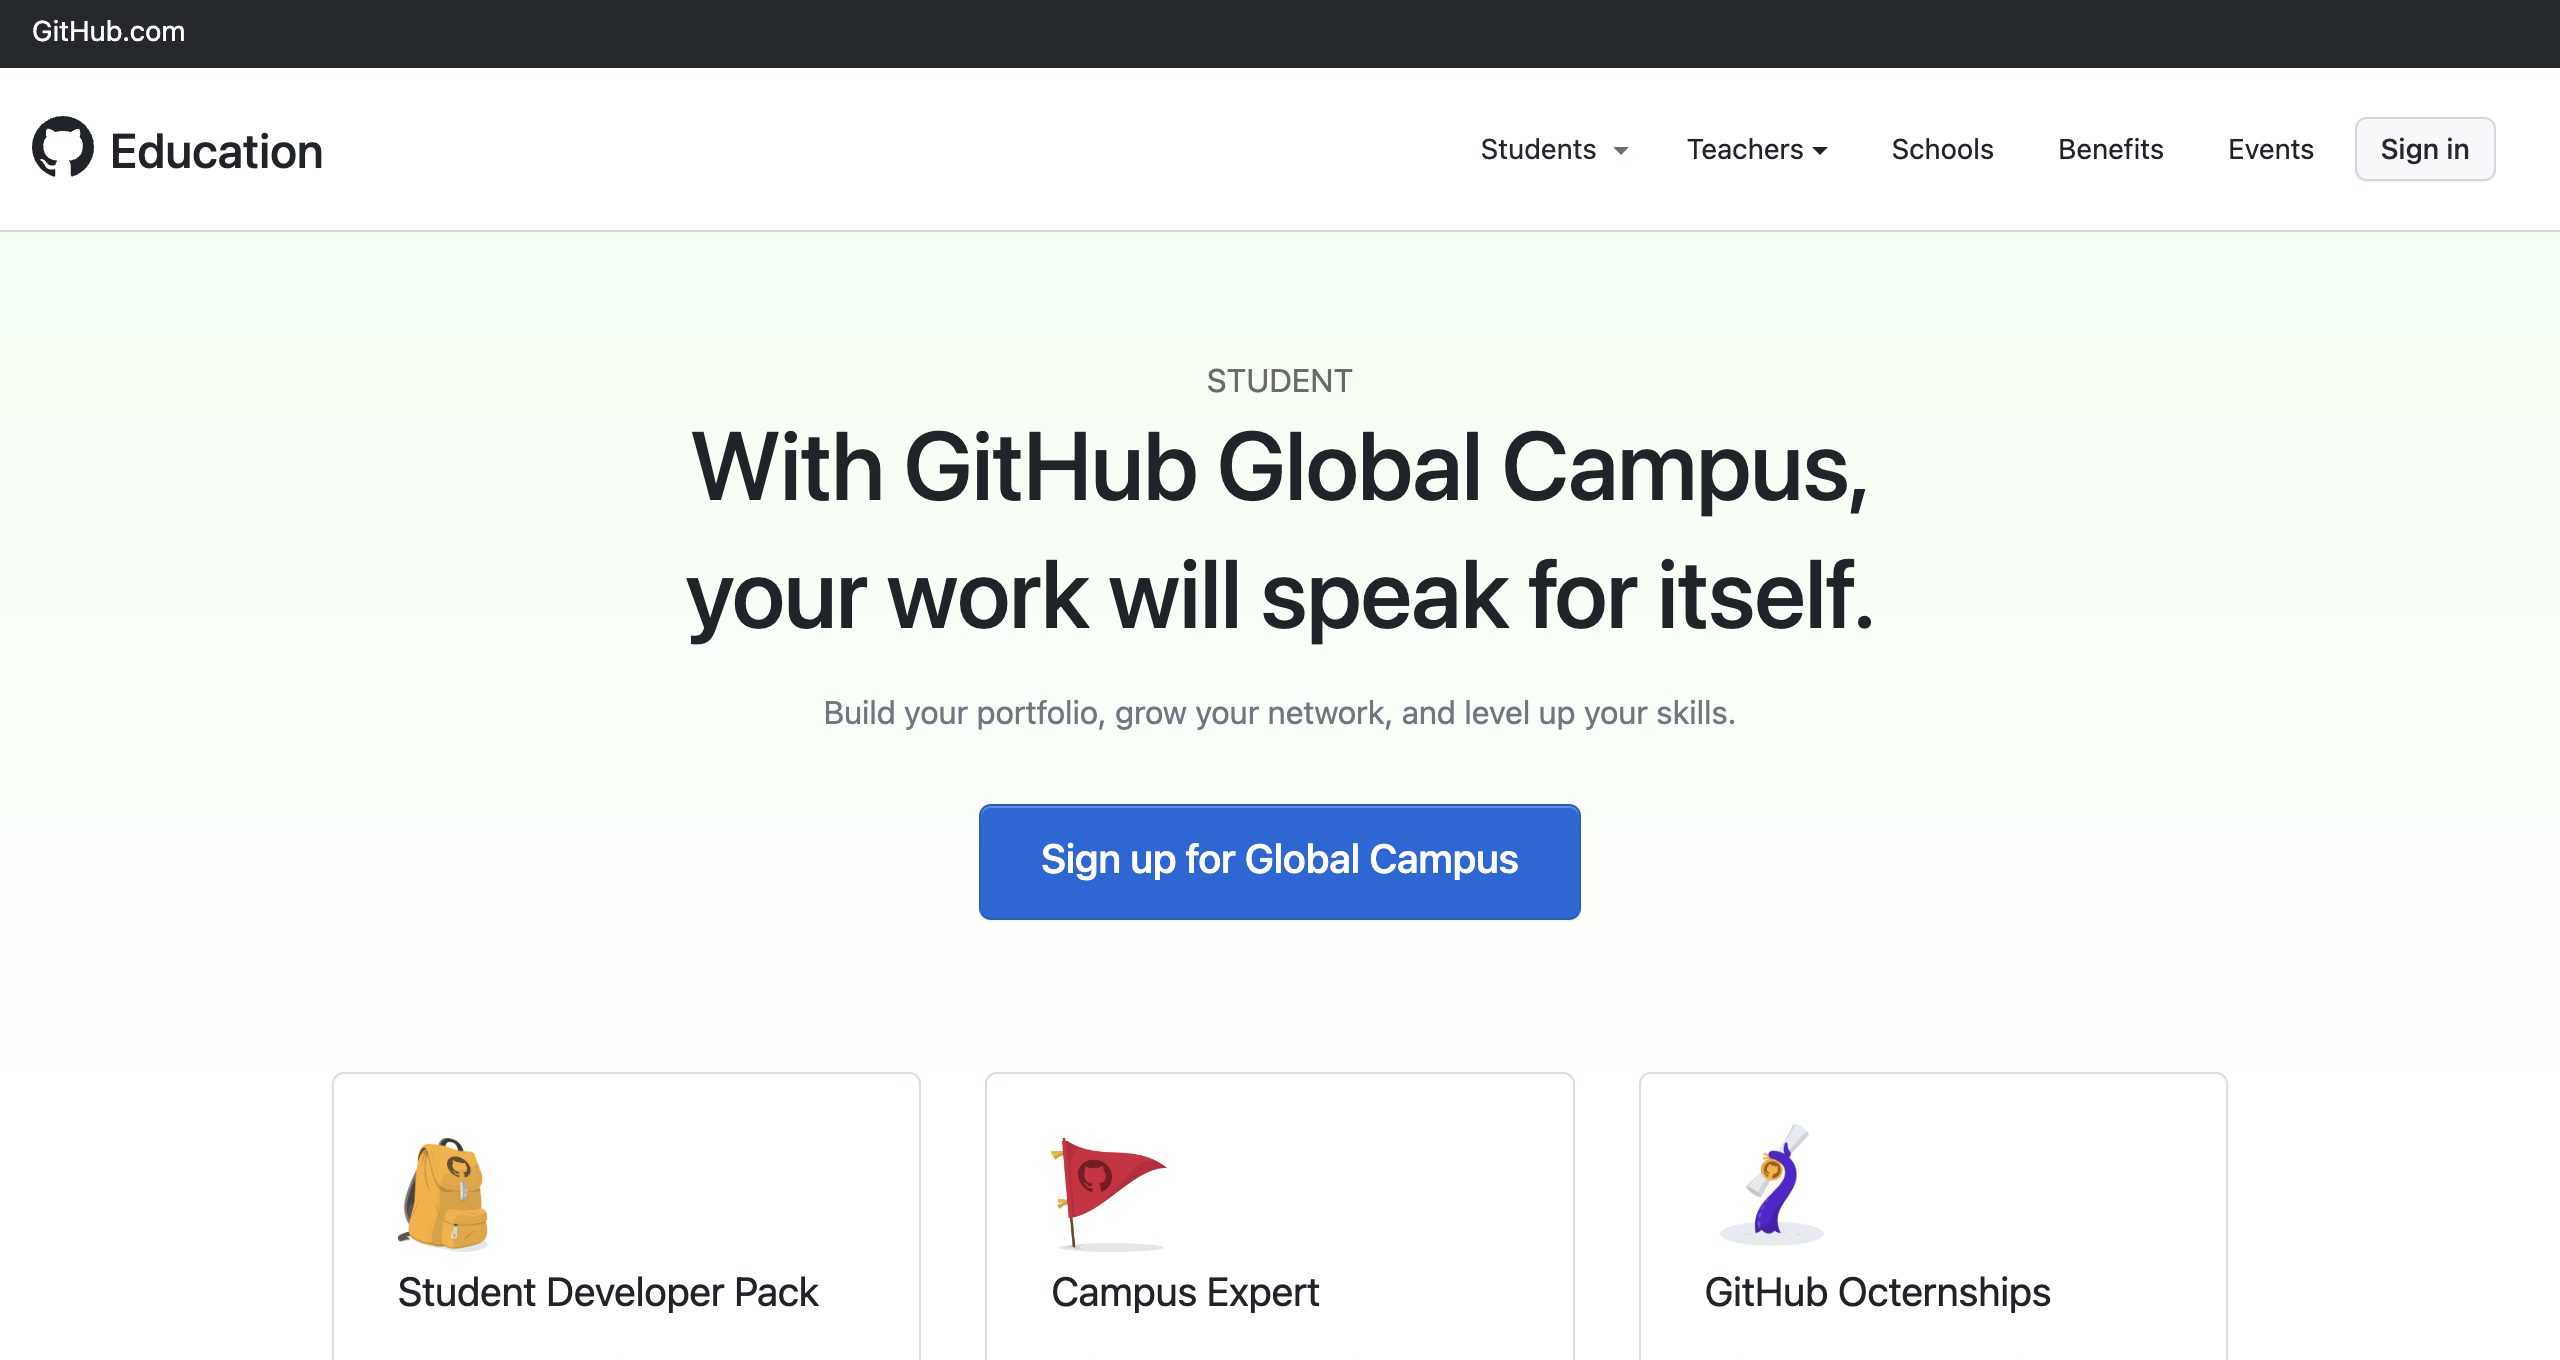 GitHub.com
Education
Students
Teachers
Schools
Benefits
Events
Sign in
STUDENT
With GitHub Global Campus,
your work will speak for itself.
Build your portfolio, grow your network, and level up your skills.
Sign up for Global Campus
Student Developer Pack
Campus Expert
GitHub Octernships